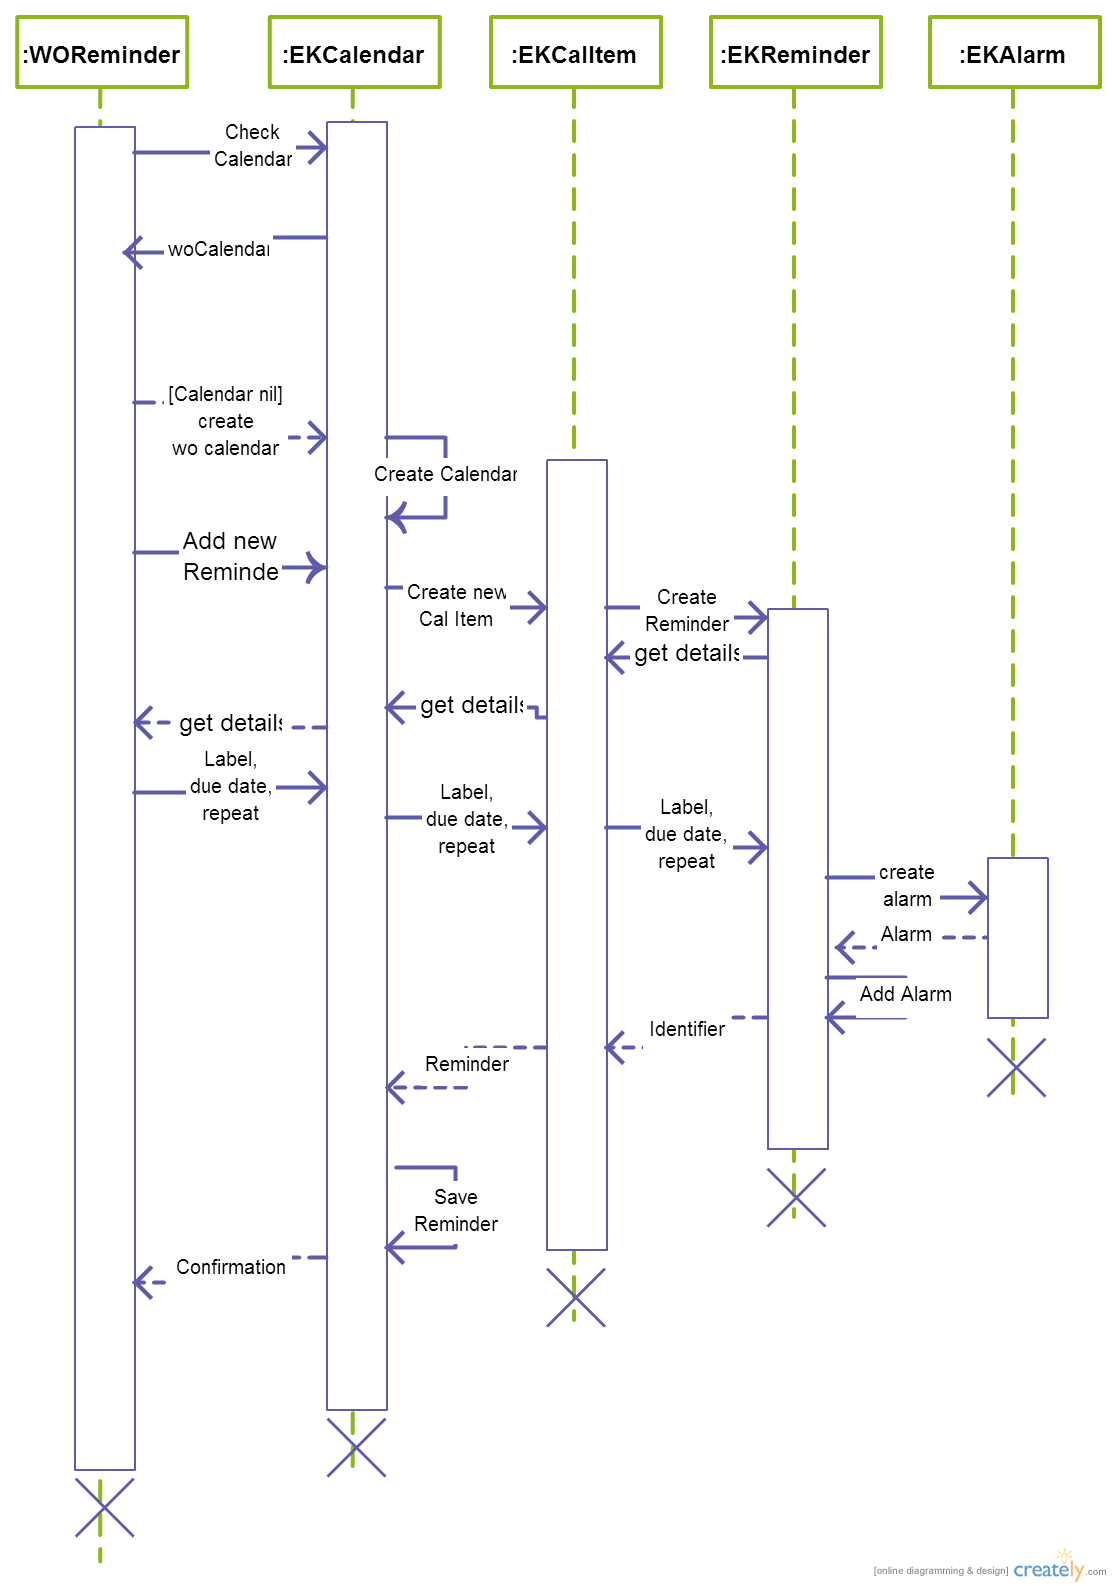 :WOReminder
:EKCalendar
:EKCalItem
:EKReminder
:EKAlarm
Check
Calendar
woCalendar
[Calendar nil]
create
wo calendar
Create Calendar
Add new
Reminde
Create new
Cal Item
Create
Reminder
get details
get details
get details
Label,
due date,
repeat
Label,
due date,
repeat
Label,
due date,
repeat
create
alarm
Alarm
Add Alarm
Identifier
Reminder
Save
Reminder
Confirmation
[online diagramming & design] creately.com